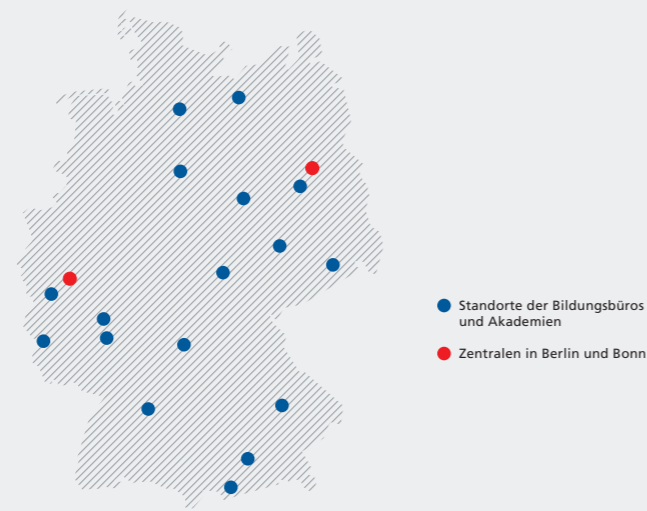 Standorte der Bildungsbüros
und Akademien
Zentralen in Berlin und Bonn